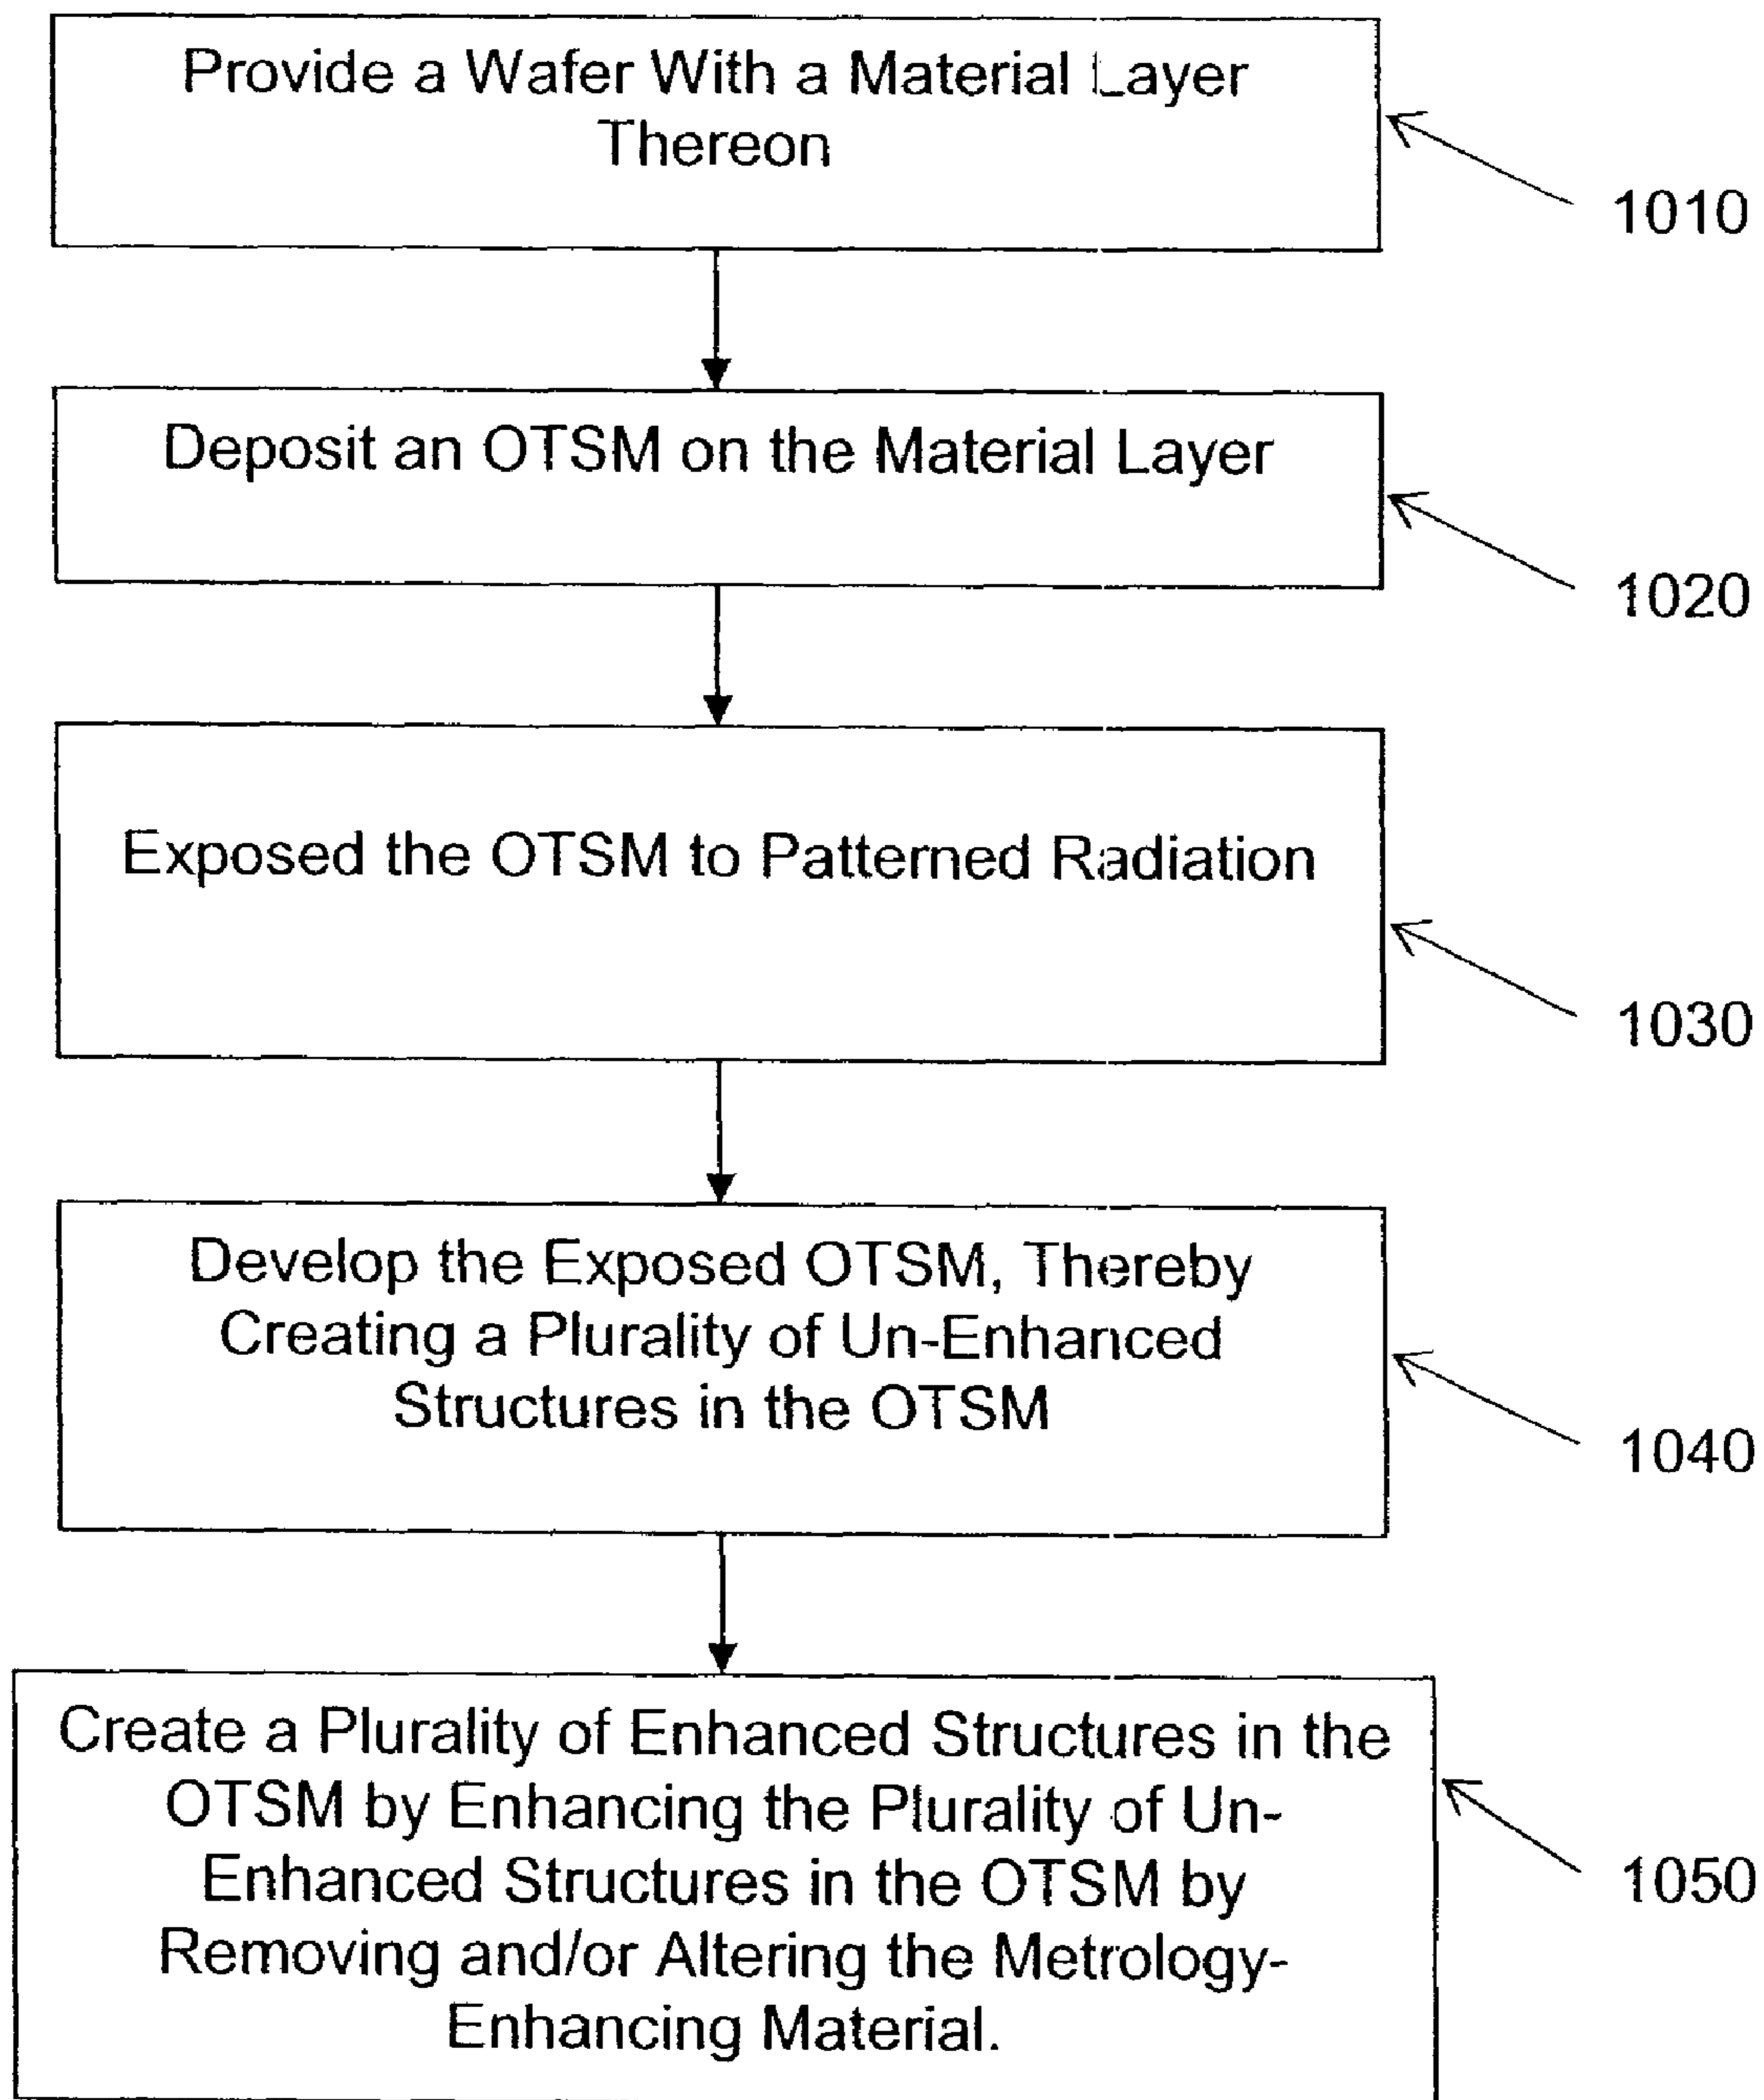 Provide a Wafer With a Material Layer
Thereon
1010
Deposit an OTSM on the Material Layer
1020
Exposed the OTSM to Patterned Radiation
1030
Develop the Exposed OTSM, Thereby
Creating a Plurality of Un-Enhanced
Structures in the OTSM
1040
Create a Plurality of Enhanced Structures in the
OTSM by Enhancing the Plurality of Un-
Enhanced Structures in the OTSM by
Removing and/or Altering the Metrology-
Enhancing Material.
1050